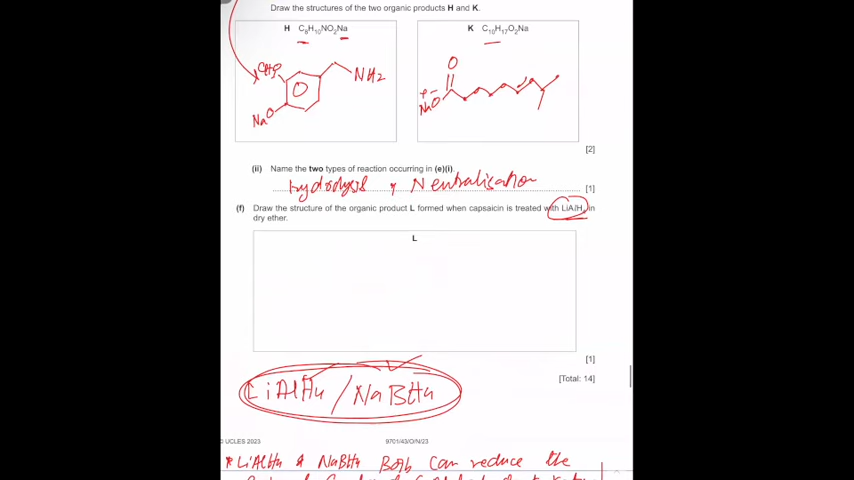 Draw the structures of the two organic products H and K.
H C₈H₁₀NO₂Na
K C₁₀H₁₇O₂Na
O
CH₃O
NH₂
NaO
O
+ -
NaO
[2]
(ii) Name the two types of reaction occurring in (e)(i).
Hydrolysis & Neutralisation [1]
(f) Draw the structure of the organic product L formed when capsaicin is treated with LiAlH₄ in
dry ether.
L
[1]
LiAlH4 / NaBH4
[Total: 14]
© UCLES 2023
9701/43/O/N/23
* LiAlH4 & NaBH4 Both can reduce the